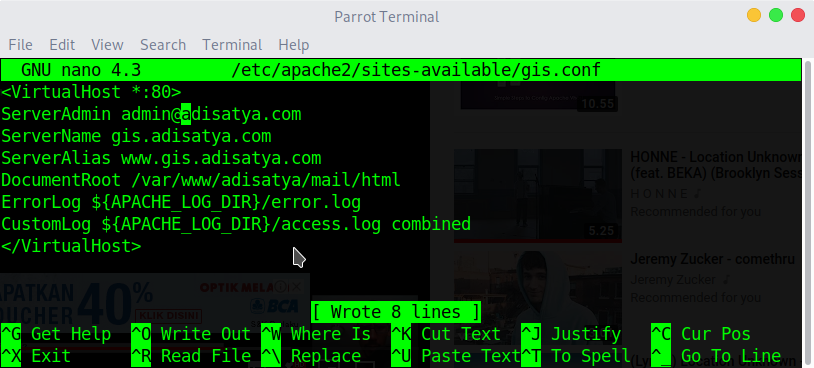 Parrot Terminal
File Edit View Search Terminal Help
GNU nano 4.3 /etc/apache2/sites-available/gis.conf
<VirtualHost *:80>
ServerAdmin admin@adisatya.com
ServerName gis.adisatya.com
ServerAlias www.gis.adisatya.com
DocumentRoot /var/www/adisatya/mail/html
ErrorLog ${APACHE_LOG_DIR}/error.log
CustomLog ${APACHE_LOG_DIR}/access.log combined
</VirtualHost>
10.55
HONNE - Location Unknown
(feat. BEKA) (Brooklyn Sess
H O N N E ♪
Recommended for you
5.25
Jeremy Zucker - comethru
Jeremy Zucker ♪
Recommended for you
APATKAN
OUCHER
40%
KLIK DISINI
OPTIK MELA
BCA
[ Wrote 8 lines ]
^G Get Help ^O Write Out ^W Where Is ^K Cut Text ^J Justify ^C Cur Pos
^X Exit ^R Read File ^\ Replace ^U Paste Text ^T To Spell ^_ Go To Line